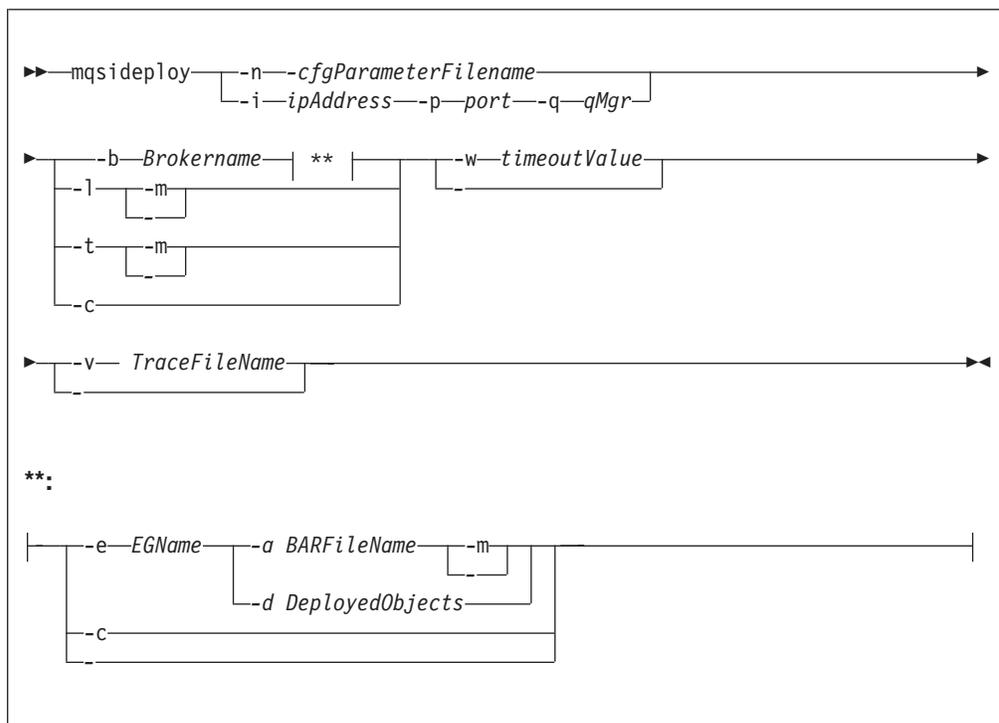 mqsideploy -n -cfgParameterFilename
-i ipAddress -p port -q qMgr
-b Brokername ** -w timeoutValue
-l -m -
-
-t -m
-
-c
-v TraceFileName
-
**:
-e EGName -a BARFileName -m
-
-d DeployedObjects
-c
-